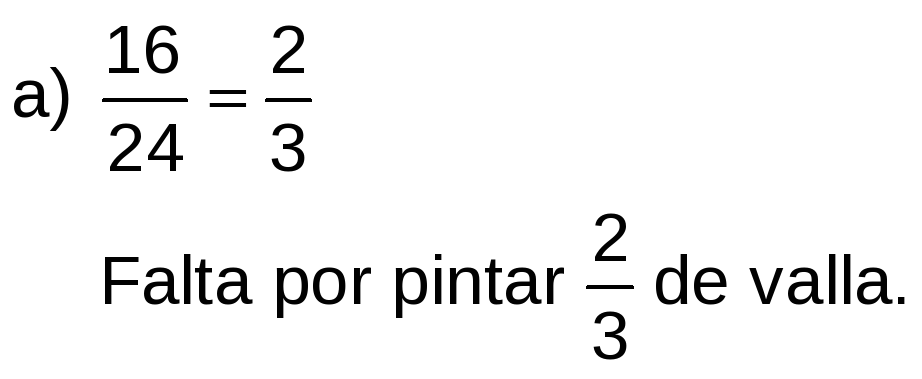 a) 16/24 = 2/3
Falta por pintar 2/3 de valla.